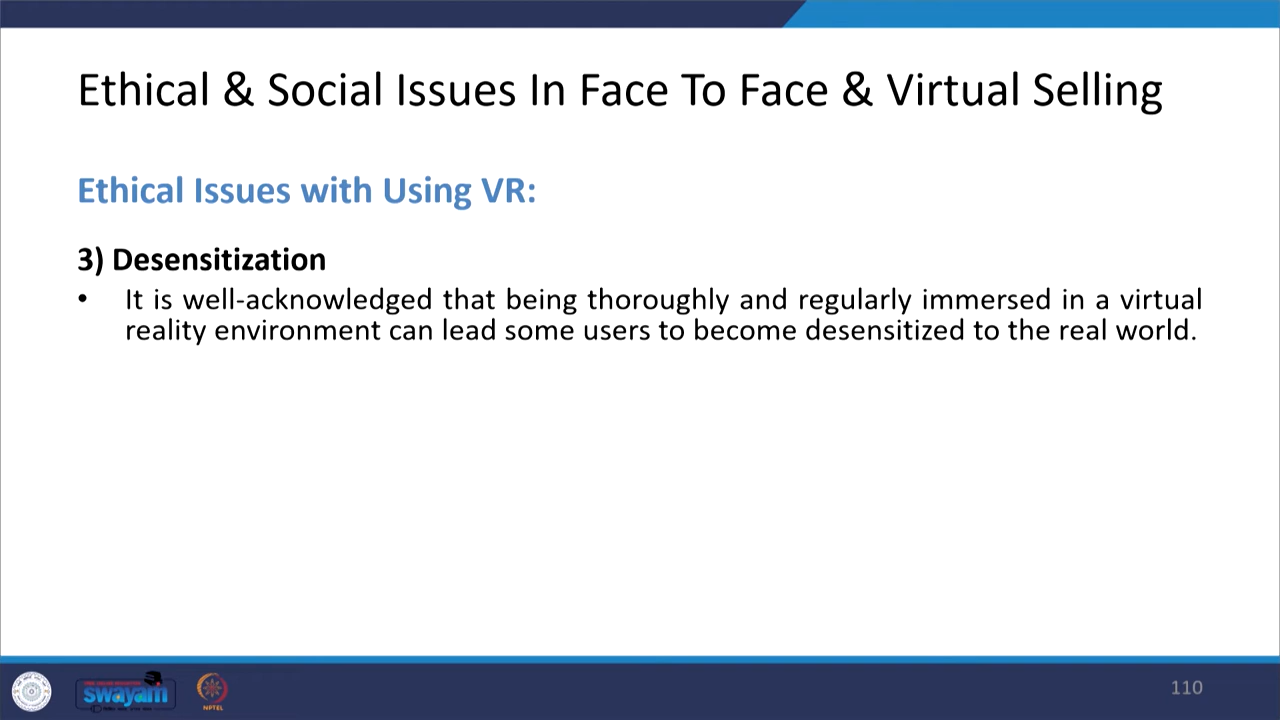 Ethical & Social Issues In Face To Face & Virtual Selling
Ethical Issues with Using VR:
3) Desensitization
• It is well-acknowledged that being thoroughly and regularly immersed in a virtual
reality environment can lead some users to become desensitized to the real world.
swayam
NPTEL
110